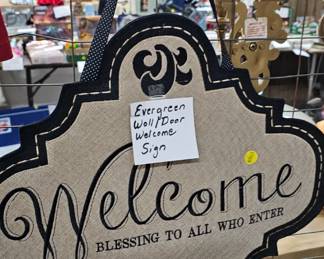 Evergreen
Wall/Door
Welcome
Sign
Welcome
BLESSING TO ALL WHO ENTER